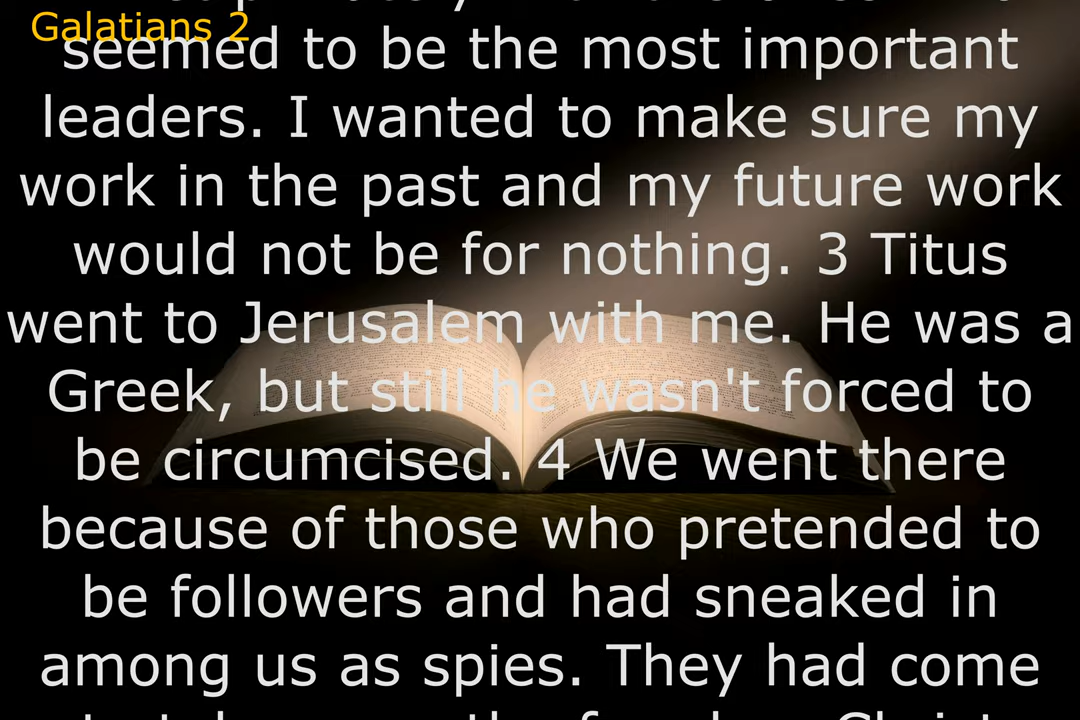 Galatians 2
seemed to be the most important
leaders. I wanted to make sure my
work in the past and my future work
would not be for nothing. 3 Titus
went to Jerusalem with me. He was a
Greek, but still he wasn't forced to
be circumcised. 4 We went there
because of those who pretended to
be followers and had sneaked in
among us as spies. They had come